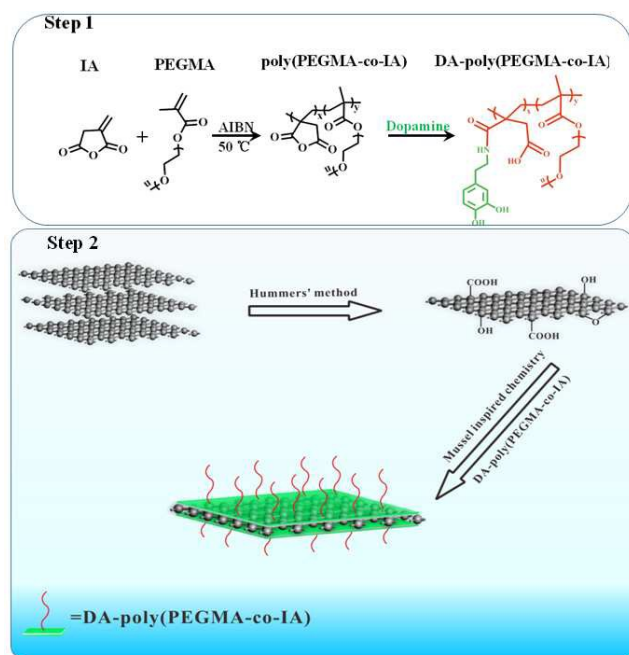 Step 1
IA PEGMA poly(PEGMA-co-IA) DA-poly(PEGMA-co-IA)
O O O
+
O O
n O
AIBN
50 ℃
x y
O O O
O O
n O
Dopamine
x y
O O
NH HO O
O
n O
OH
OH
Step 2
Hummers' method
COOH OH
OH COOH O
Mussel inspired chemistry
DA-poly(PEGMA-co-IA)
=DA-poly(PEGMA-co-IA)